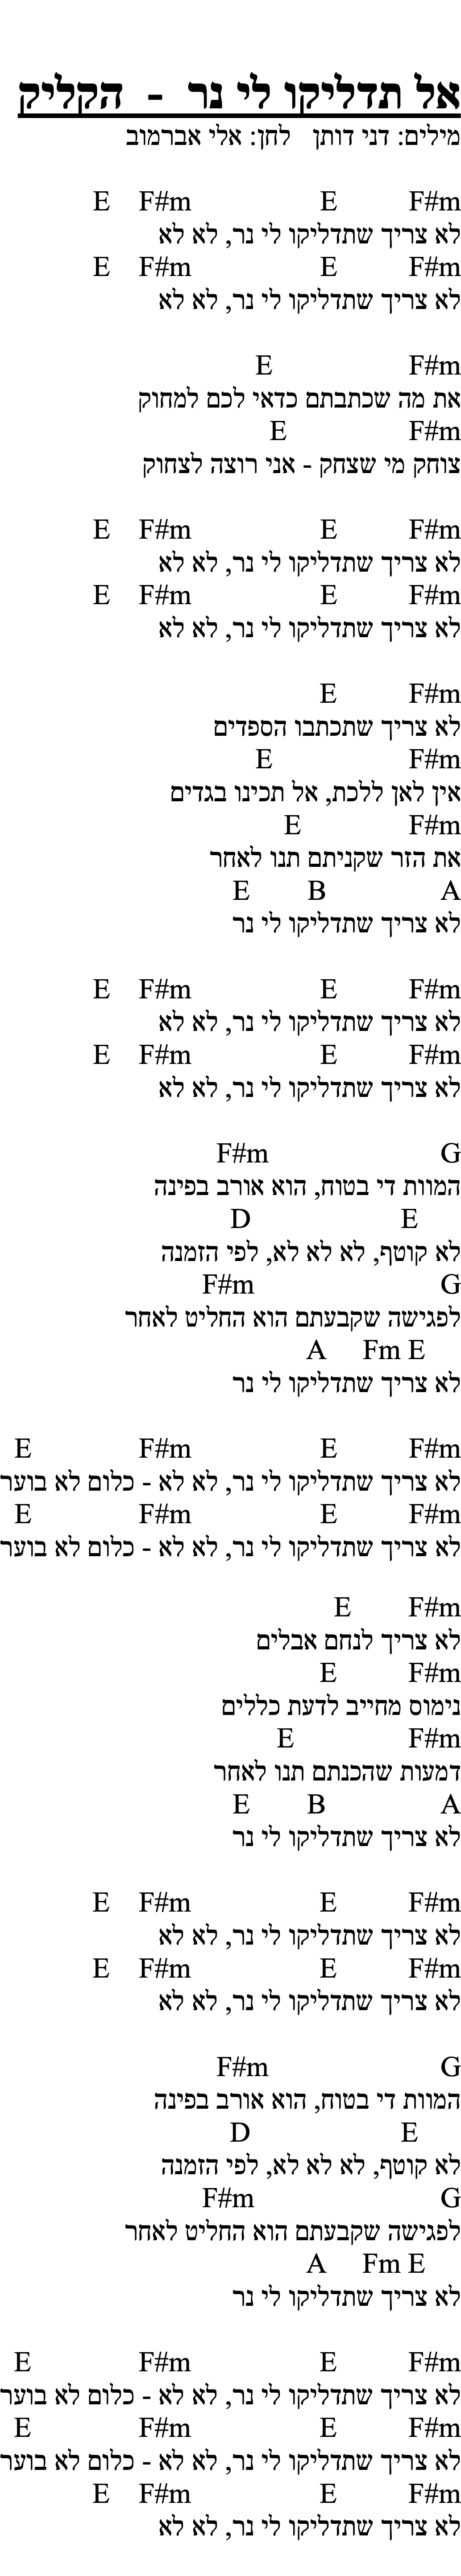 אל תדליקו לי נר - הקליק
מילים: דני דותן לחן: אלי אברמוב
F#m E F#m E
לא צריך שתדליקו לי נר, לא לא
F#m E F#m E
לא צריך שתדליקו לי נר, לא לא
F#m E
את מה שכתבתם כדאי לכם למחוק
F#m E
צוחק מי שצחק - אני רוצה לצחוק
F#m E F#m E
לא צריך שתדליקו לי נר, לא לא
F#m E F#m E
לא צריך שתדליקו לי נר, לא לא
F#m E
לא צריך שתכתבו הספדים
F#m E
אין לאן ללכת, אל תכינו בגדים
F#m E
את הזר שקניתם תנו לאחר
A B E
לא צריך שתדליקו לי נר
F#m E F#m E
לא צריך שתדליקו לי נר, לא לא
F#m E F#m E
לא צריך שתדליקו לי נר, לא לא
G F#m
המוות די בטוח, הוא אורב בפינה
E D
לא קוטף, לא לא לא, לפי הזמנה
G F#m
לפגישה שקבעתם הוא החליט לאחר
E Fm A
לא צריך שתדליקו לי נר
F#m E F#m E
לא צריך שתדליקו לי נר, לא לא - כלום לא בוער
F#m E F#m E
לא צריך שתדליקו לי נר, לא לא - כלום לא בוער
F#m E
לא צריך לנחם אבלים
F#m E
נימוס מחייב לדעת כללים
F#m E
דמעות שהכנתם תנו לאחר
A B E
לא צריך שתדליקו לי נר
F#m E F#m E
לא צריך שתדליקו לי נר, לא לא
F#m E F#m E
לא צריך שתדליקו לי נר, לא לא
G F#m
המוות די בטוח, הוא אורב בפינה
E D
לא קוטף, לא לא לא, לפי הזמנה
G F#m
לפגישה שקבעתם הוא החליט לאחר
E Fm A
לא צריך שתדליקו לי נר
F#m E F#m E
לא צריך שתדליקו לי נר, לא לא - כלום לא בוער
F#m E F#m E
לא צריך שתדליקו לי נר, לא לא - כלום לא בוער
F#m E F#m E
לא צריך שתדליקו לי נר, לא לא